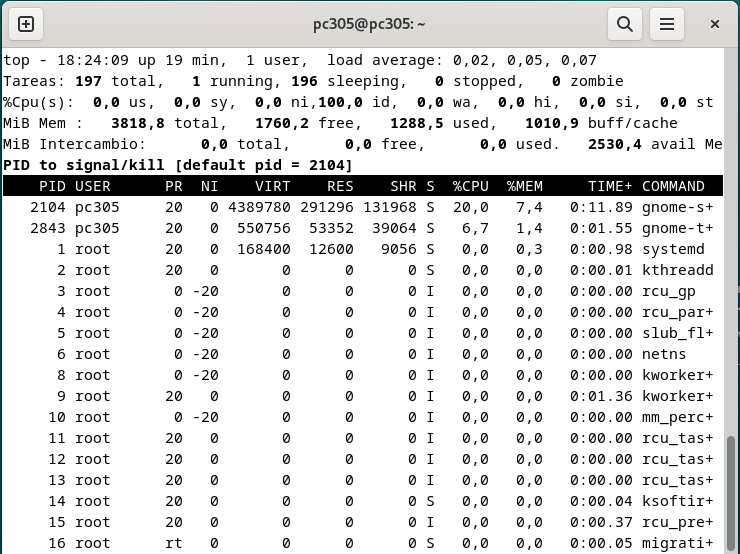 pc305@pc305: ~
top - 18:24:09 up 19 min,  1 user,  load average: 0,02, 0,05, 0,07
Tareas: 197 total,   1 running, 196 sleeping,   0 stopped,   0 zombie
%Cpu(s):  0,0 us,  0,0 sy,  0,0 ni,100,0 id,  0,0 wa,  0,0 hi,  0,0 si,  0,0 st
MiB Mem :   3818,8 total,   1760,2 free,   1288,5 used,   1010,9 buff/cache
MiB Intercambio:      0,0 total,      0,0 free,      0,0 used.   2530,4 avail Me
PID to signal/kill [default pid = 2104]
    PID USER      PR  NI    VIRT    RES    SHR S  %CPU  %MEM     TIME+ COMMAND
   2104 pc305     20   0 4389780 291296 131968 S  20,0   7,4   0:11.89 gnome-s+
   2843 pc305     20   0  550756  53352  39064 S   6,7   1,4   0:01.55 gnome-t+
      1 root      20   0  168400  12600   9056 S   0,0   0,3   0:00.98 systemd
      2 root      20   0       0      0      0 S   0,0   0,0   0:00.01 kthreadd
      3 root       0 -20       0      0      0 I   0,0   0,0   0:00.00 rcu_gp
      4 root       0 -20       0      0      0 I   0,0   0,0   0:00.00 rcu_par+
      5 root       0 -20       0      0      0 I   0,0   0,0   0:00.00 slub_fl+
      6 root       0 -20       0      0      0 I   0,0   0,0   0:00.00 netns
      8 root       0 -20       0      0      0 I   0,0   0,0   0:00.00 kworker+
      9 root      20   0       0      0      0 I   0,0   0,0   0:01.36 kworker+
     10 root       0 -20       0      0      0 I   0,0   0,0   0:00.00 mm_perc+
     11 root      20   0       0      0      0 I   0,0   0,0   0:00.00 rcu_tas+
     12 root      20   0       0      0      0 I   0,0   0,0   0:00.00 rcu_tas+
     13 root      20   0       0      0      0 I   0,0   0,0   0:00.00 rcu_tas+
     14 root      20   0       0      0      0 S   0,0   0,0   0:00.04 ksoftir+
     15 root      20   0       0      0      0 I   0,0   0,0   0:00.37 rcu_pre+
     16 root      rt   0       0      0      0 S   0,0   0,0   0:00.05 migrati+